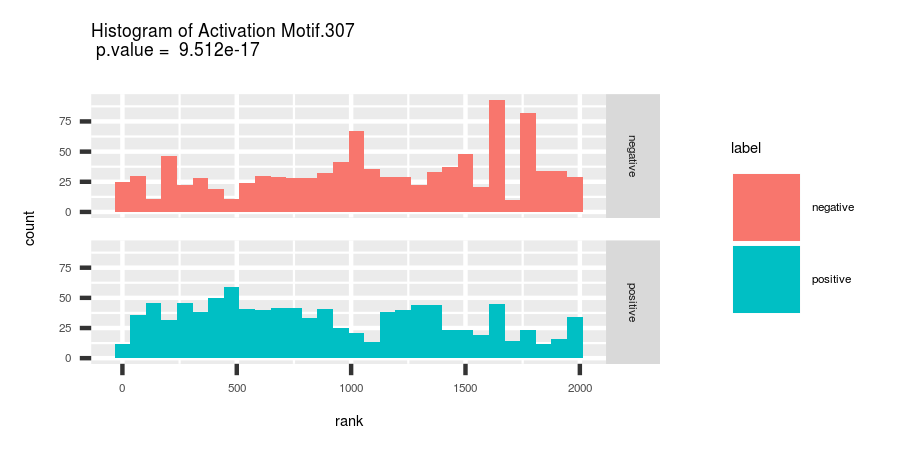 Histogram of Activation Motif.307
p.value =  9.512e-17
count
75
50
25
0
negative
75
50
25
0
positive
0
500
1000
1500
2000
rank
label
negative
positive